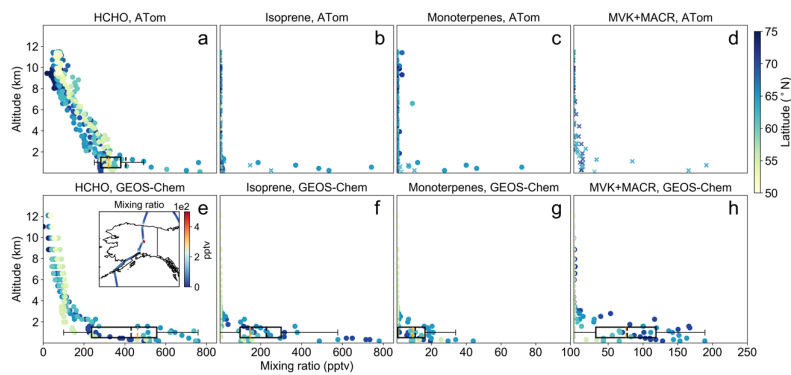 HCHO, ATom
Isoprene, ATom
Monoterpenes, ATom
MVK+MACR, ATom
a
b
c
d
Altitude (km)
12
10
8
6
4
2
75
70
65
60
55
50
Latitude (°N)
HCHO, GEOS-Chem
Isoprene, GEOS-Chem
Monoterpenes, GEOS-Chem
MVK+MACR, GEOS-Chem
Mixing ratio
1e2
4
2
0
pptv
e
f
g
h
Altitude (km)
12
10
8
6
4
2
0 200 400 600 800
200 400 600 800
20 40 60 80 100
0 50 100 150 200 250
Mixing ratio (pptv)